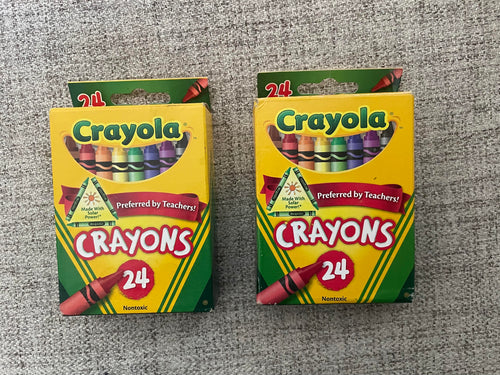 24
Crayola
Preferred by Teachers!
Made With
Solar
Power!
CRAYONS
24
Nontoxic
24
Crayola
Preferred by Teachers!
Made With
Solar
Power!
CRAYONS
24
Nontoxic